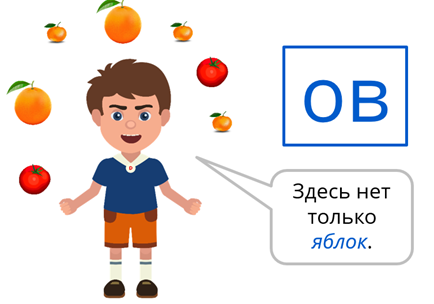 ов
Здесь нет
только
яблок.